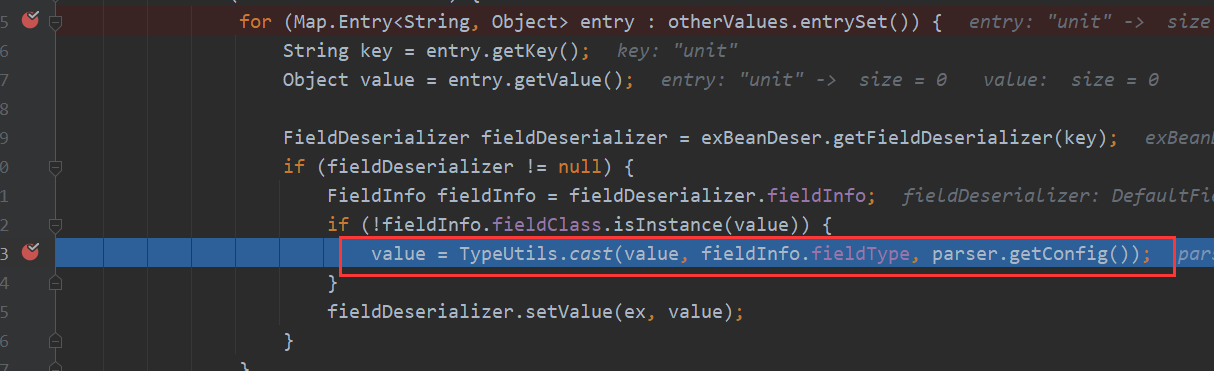 5 for (Map.Entry<String, Object> entry : otherValues.entrySet()) { entry: "unit" -> size
6 String key = entry.getKey(); key: "unit"
7 Object value = entry.getValue(); entry: "unit" -> size = 0 value: size = 0
8
9 FieldDeserializer fieldDeserializer = exBeanDeser.getFieldDeserializer(key); exBean
0 if (fieldDeserializer != null) {
1 FieldInfo fieldInfo = fieldDeserializer.fieldInfo; fieldDeserializer: DefaultFie
2 if (!fieldInfo.fieldClass.isInstance(value)) {
3 value = TypeUtils.cast(value, fieldInfo.fieldType, parser.getConfig()); pars
4 }
5 fieldDeserializer.setValue(ex, value);
6 }
7 }